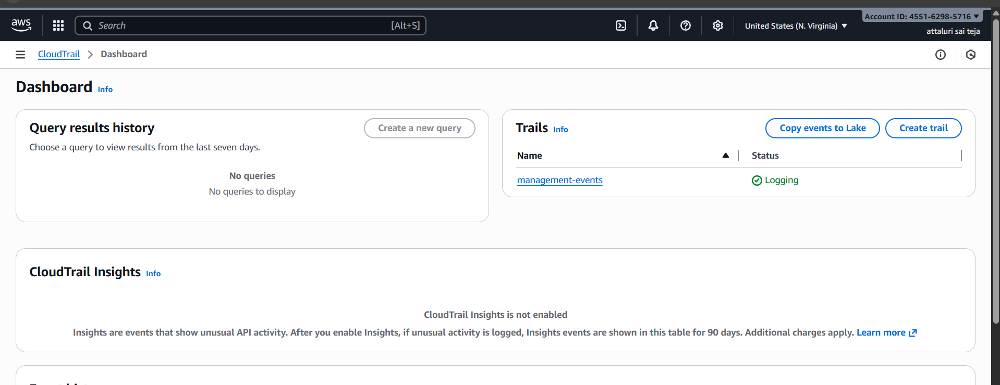 aws
Search
[Alt+S]
United States (N. Virginia)
Account ID: 4551-6298-5716
attaluri sai teja
CloudTrail
Dashboard
Dashboard Info
Query results history
Create a new query
Choose a query to view results from the last seven days.
No queries
No queries to display
Trails Info
Copy events to Lake
Create trail
Name
Status
management-events
Logging
CloudTrail Insights Info
CloudTrail Insights is not enabled
Insights are events that show unusual API activity. After you enable Insights, if unusual activity is logged, Insights events are shown in this table for 90 days. Additional charges apply. Learn more